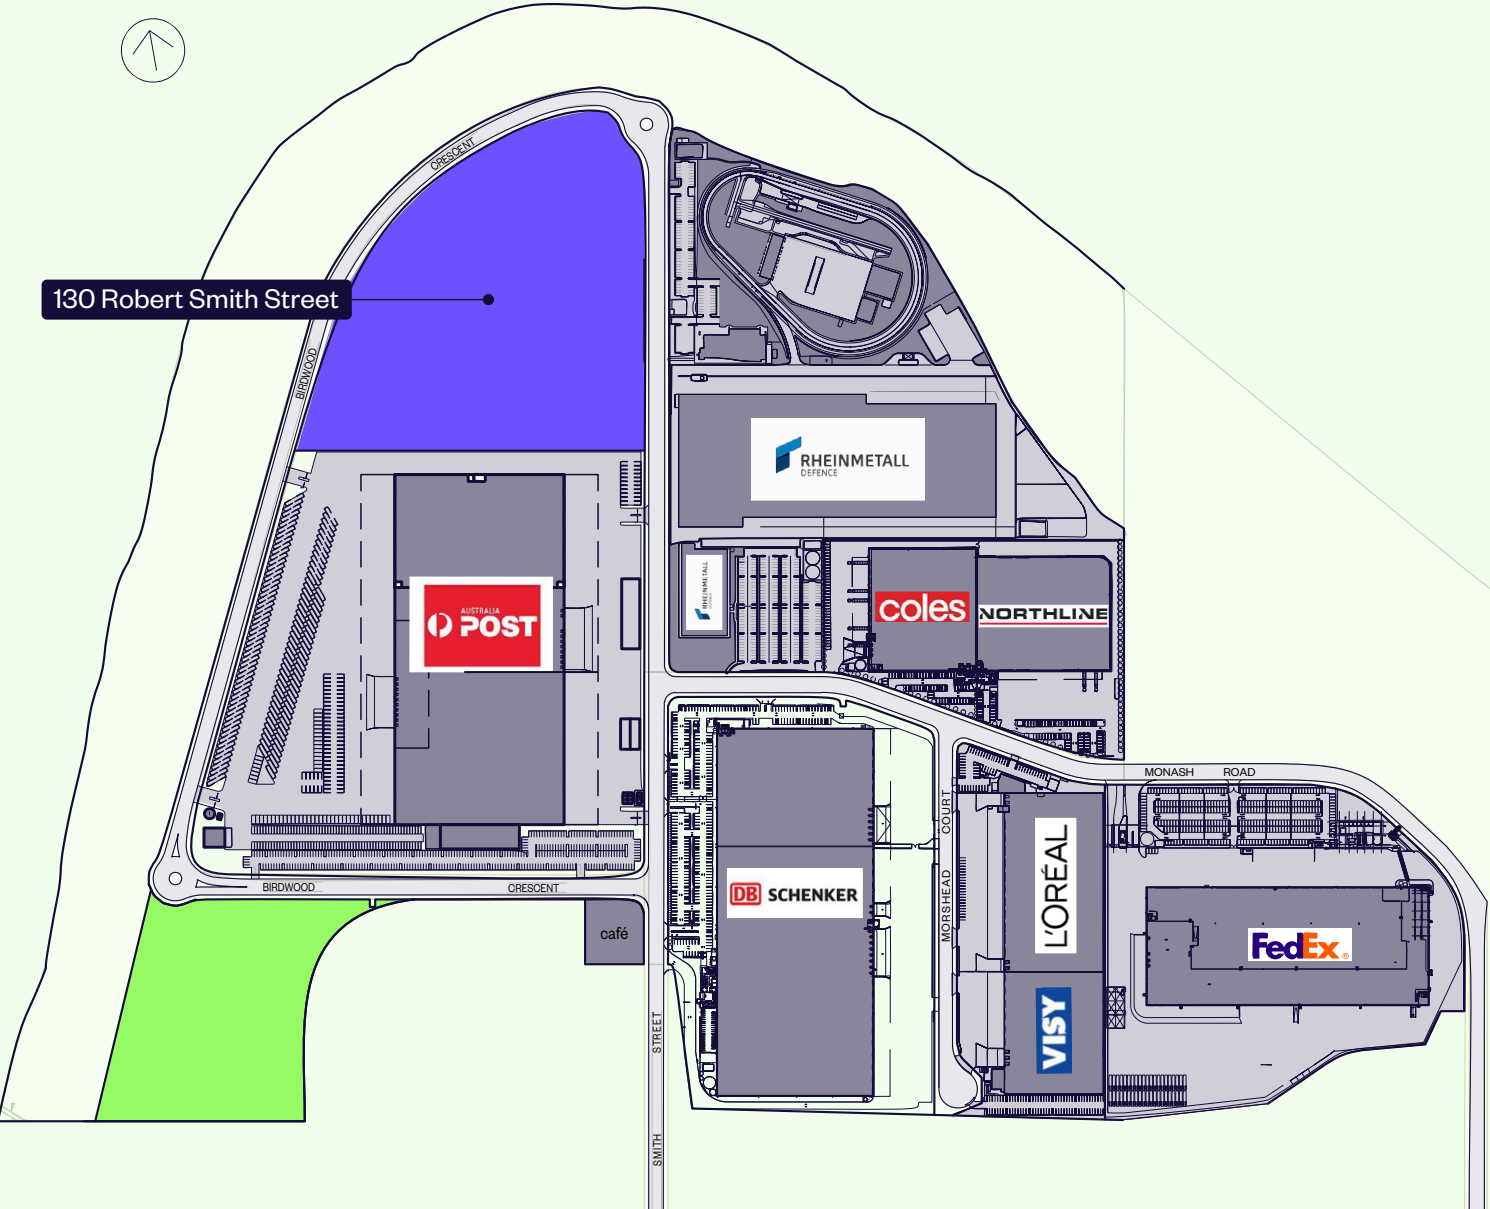 CRESCENT
130 Robert Smith Street
BIRDWOOD
RHEINMETALL
DEFENCE
RHEINMETALL
AUSTRALIA
POST
coles
NORTHLINE
MONASH ROAD
MORSHEAD COURT
L'ORÉAL
DB SCHENKER
BIRDWOOD CRESCENT
café
FedEx®
VISY
SMITH STREET